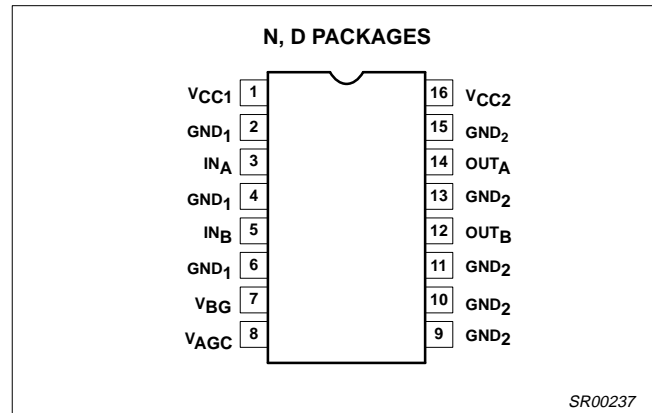 N, D PACKAGES
VCC1 1 16 VCC2
GND1 2 15 GND2
INA 3 14 OUTA
GND1 4 13 GND2
INB 5 12 OUTB
GND1 6 11 GND2
VBG 7 10 GND2
VAGC 8 9 GND2
SR00237